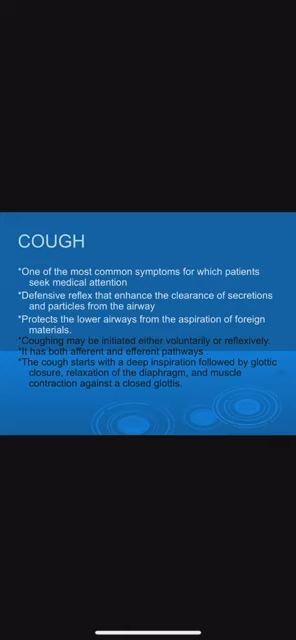 COUGH
*One of the most common symptoms for which patients
seek medical attention
*Defensive reflex that enhance the clearance of secretions
and particles from the airway
*Protects the lower airways from the aspiration of foreign
materials.
*Coughing may be initiated either voluntarily or reflexively.
*It has both afferent and efferent pathways .
*The cough starts with a deep inspiration followed by glottic
closure, relaxation of the diaphragm, and muscle
contraction against a closed glottis.